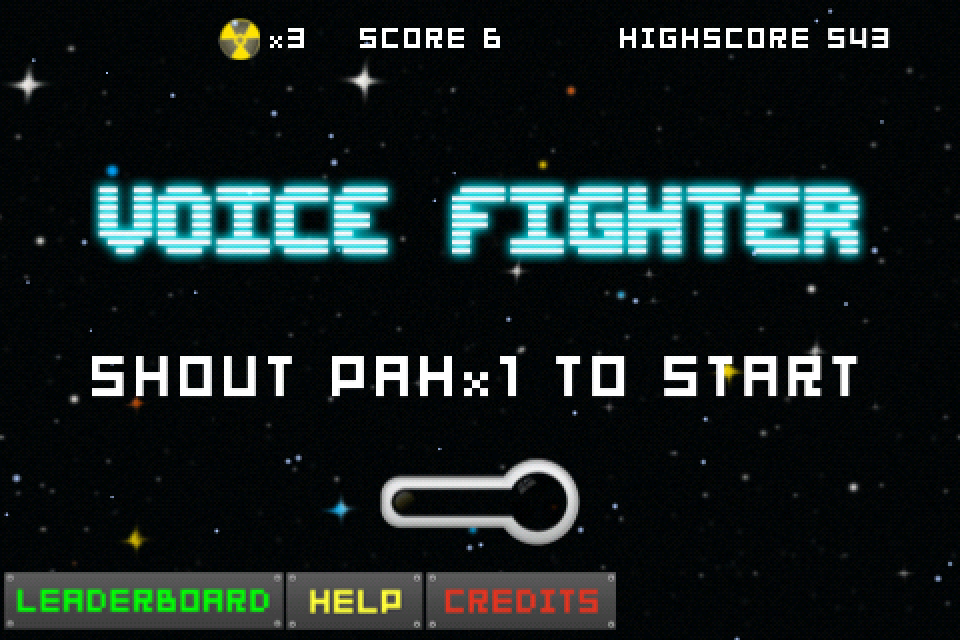 x3 SCORE 6 HIGHSCORE 543
VOICE FIGHTER
SHOUT PAHx1 TO START
LEADERBOARD HELP CREDITS